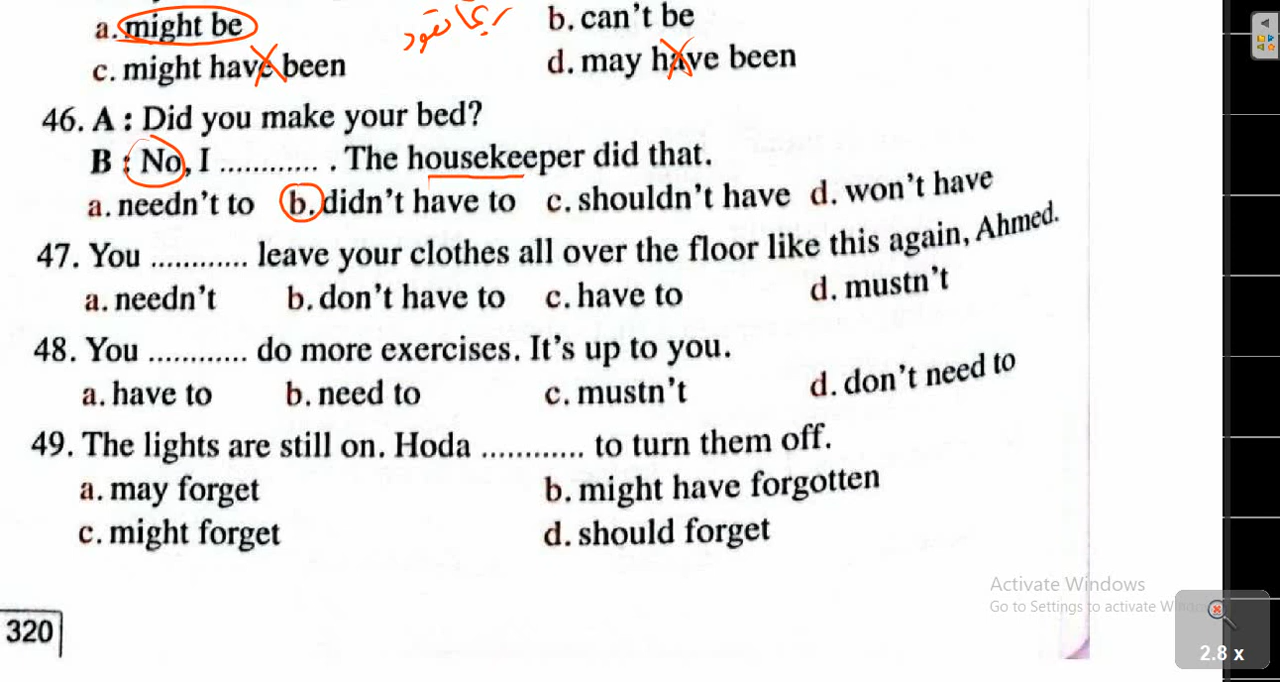 a. might be b. can't be
c. might have been d. may have been
46. A : Did you make your bed?
B : No, I ............ . The housekeeper did that.
a. needn't to b. didn't have to c. shouldn't have d. won't have
47. You ............ leave your clothes all over the floor like this again, Ahmed.
a. needn't b. don't have to c. have to d. mustn't
48. You ............ do more exercises. It's up to you.
a. have to b. need to c. mustn't d. don't need to
49. The lights are still on. Hoda ............ to turn them off.
a. may forget b. might have forgotten
c. might forget d. should forget
Activate Windows
Go to Settings to activate
320
2.8 x